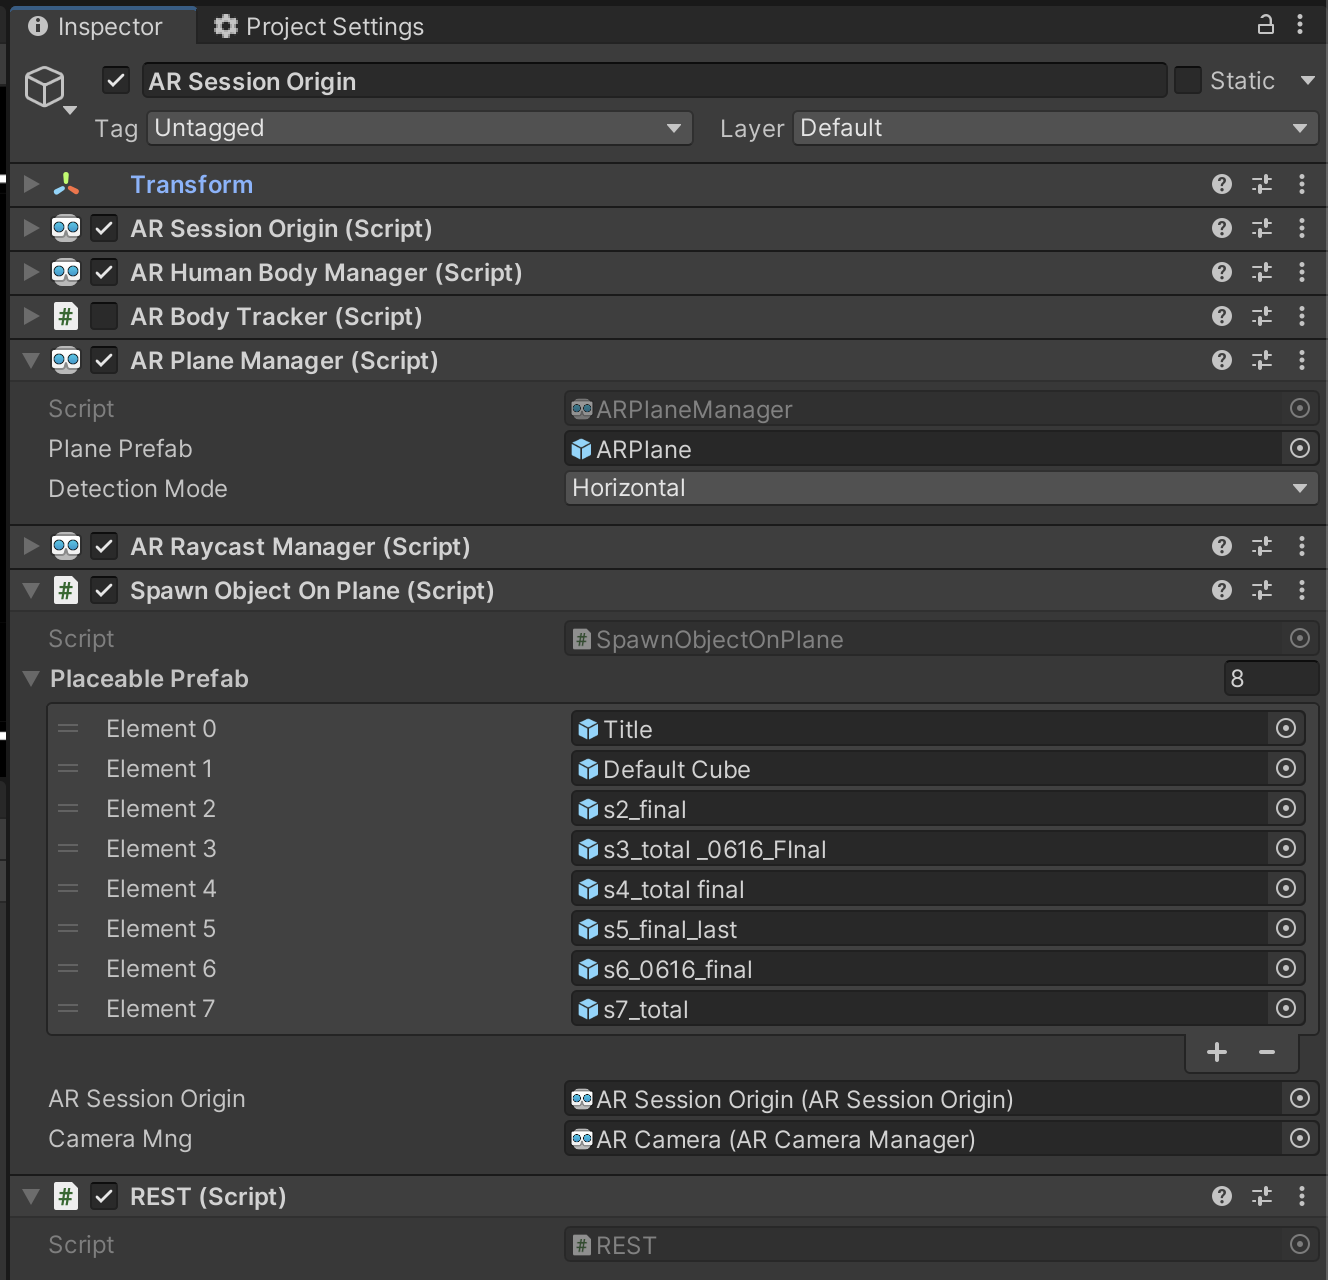 Inspector Project Settings
AR Session Origin Static
Tag Untagged Layer Default
Transform
AR Session Origin (Script)
AR Human Body Manager (Script)
# AR Body Tracker (Script)
AR Plane Manager (Script)
Script ARPlaneManager
Plane Prefab ARPlane
Detection Mode Horizontal
AR Raycast Manager (Script)
# Spawn Object On Plane (Script)
Script # SpawnObjectOnPlane
Placeable Prefab 8
Element 0 Title
Element 1 Default Cube
Element 2 s2_final
Element 3 s3_total _0616_FInal
Element 4 s4_total final
Element 5 s5_final_last
Element 6 s6_0616_final
Element 7 s7_total
+ −
AR Session Origin AR Session Origin (AR Session Origin)
Camera Mng AR Camera (AR Camera Manager)
# REST (Script)
Script # REST